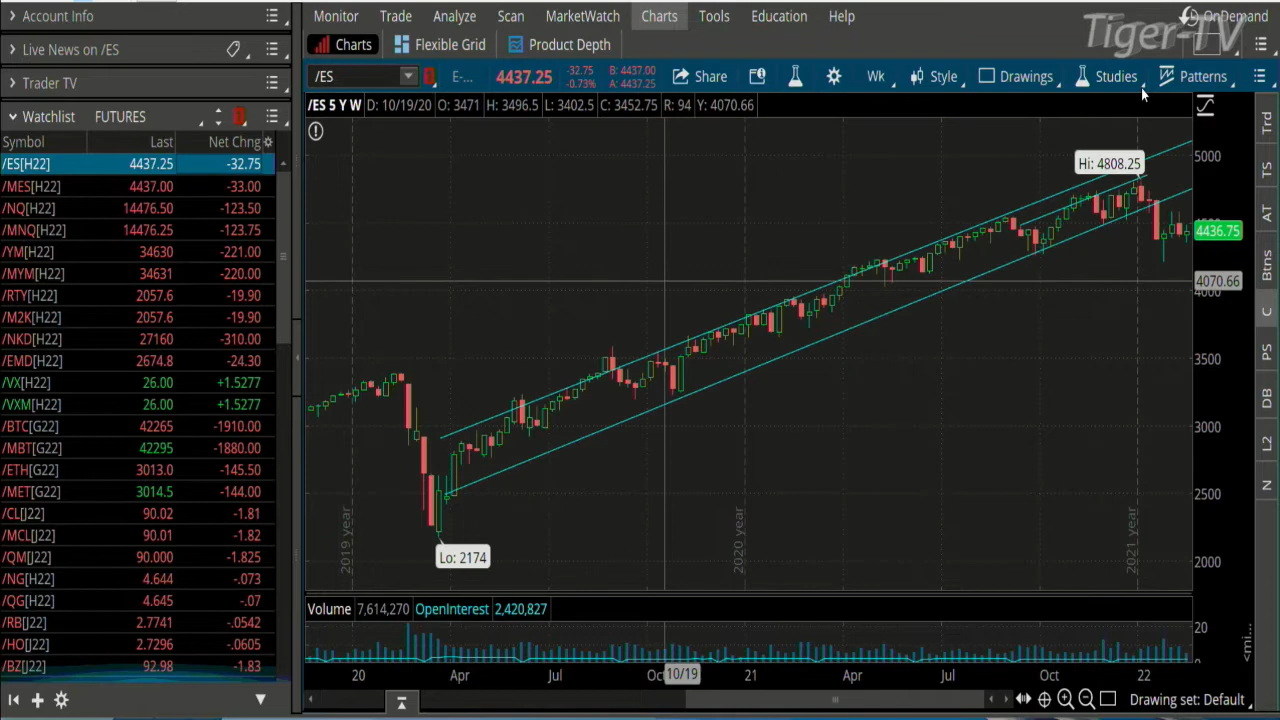 Account Info
Monitor Trade Analyze Scan MarketWatch Charts Tools Education Help
OnDemand
Tiger-TV
Live News on /ES
Charts Flexible Grid Product Depth
Trader TV
/ES E-... 4437.25 -32.75 -0.73% B: 4437.00 A: 4437.25 Share Wk Style Drawings Studies Patterns
Watchlist FUTURES
/ES 5 Y W D: 10/19/20 O: 3471 H: 3496.5 L: 3402.5 C: 3452.75 R: 94 Y: 4070.66
Symbol Last Net Chng
/ES[H22] 4437.25 -32.75
/MES[H22] 4437.00 -33.00
/NQ[H22] 14476.50 -123.50
/MNQ[H22] 14476.25 -123.75
/YM[H22] 34630 -221.00
/MYM[H22] 34631 -220.00
/RTY[H22] 2057.6 -19.90
/M2K[H22] 2057.6 -19.90
/NKD[H22] 27160 -310.00
/EMD[H22] 2674.8 -24.30
/VX[H22] 26.00 +1.5277
/VXM[H22] 26.00 +1.5277
/BTC[G22] 42265 -1910.00
/MBT[G22] 42295 -1880.00
/ETH[G22] 3013.0 -145.50
/MET[G22] 3014.5 -144.00
/CL[J22] 90.02 -1.81
/MCL[J22] 90.01 -1.82
/QM[J22] 90.000 -1.825
/NG[H22] 4.644 -.073
/QG[H22] 4.645 -.07
/RB[J22] 2.7741 -.0542
/HO[J22] 2.7296 -.0605
/BZ[J22] 92.98 -1.83
Hi: 4808.25
Lo: 2174
5000
4436.75
4070.66
4000
3500
3000
2500
2000
2019 year
2020 year
2021 year
Volume 7,614,270 OpenInterest 2,420,827
20
10
20 Apr Jul Oct 10/19 21 Apr Jul Oct 22
Drawing set: Default
Trd
TS
AT
Btns
C
PS
DB
L2
N
<mi...